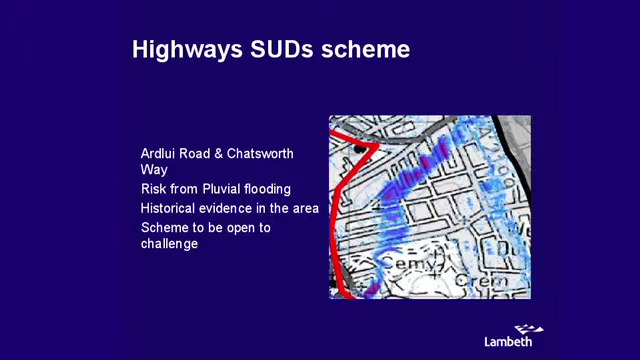 Highways SUDs scheme
Ardlui Road & Chatsworth
Way
Risk from Pluvial flooding
Historical evidence in the area
Scheme to be open to
challenge
Cemy
Crem
Lambeth